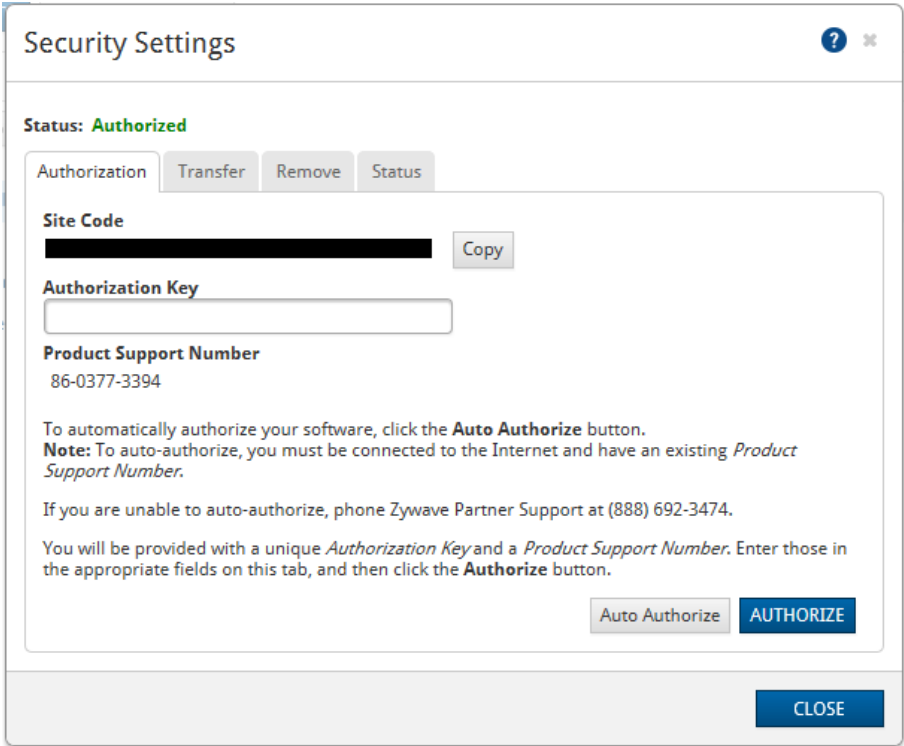 Security Settings
?
Status: Authorized
Authorization Transfer Remove Status
Site Code
Copy
Authorization Key
Product Support Number
86-0377-3394
To automatically authorize your software, click the Auto Authorize button.
Note: To auto-authorize, you must be connected to the Internet and have an existing Product
Support Number.
If you are unable to auto-authorize, phone Zywave Partner Support at (888) 692-3474.
You will be provided with a unique Authorization Key and a Product Support Number. Enter those in
the appropriate fields on this tab, and then click the Authorize button.
Auto Authorize AUTHORIZE
CLOSE